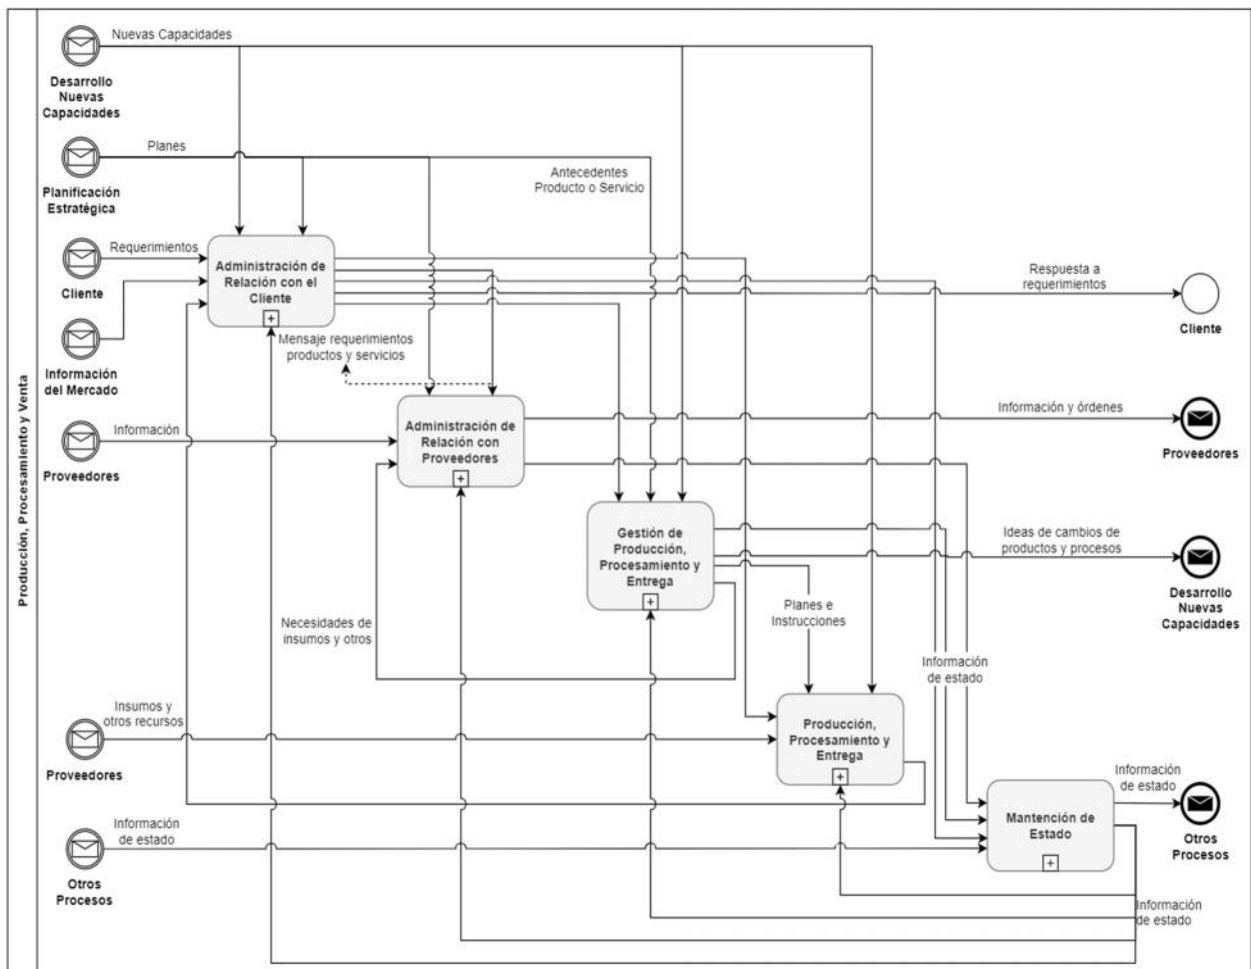 Producción, Procesamiento y Venta
Nuevas Capacidades
Desarrollo
Nuevas
Capacidades
Planes
Planificación
Estratégica
Antecedentes
Producto o Servicio
Requerimientos
Cliente
Administración de
Relación con el
Cliente
Respuesta a
requerimientos
Cliente
Información
del Mercado
Mensaje requerimientos
productos y servicios
Información
Proveedores
Administración de
Relación con
Proveedores
Información y órdenes
Proveedores
Gestión de
Producción,
Procesamiento y
Entrega
Ideas de cambios de
productos y procesos
Desarrollo
Nuevas
Capacidades
Necesidades de
insumos y otros
Planes e
Instrucciones
Información
de estado
Insumos y
otros recursos
Proveedores
Producción,
Procesamiento y
Entrega
Información
de estado
Otros
Procesos
Mantención de
Estado
Información
de estado
Otros
Procesos
Información
de estado